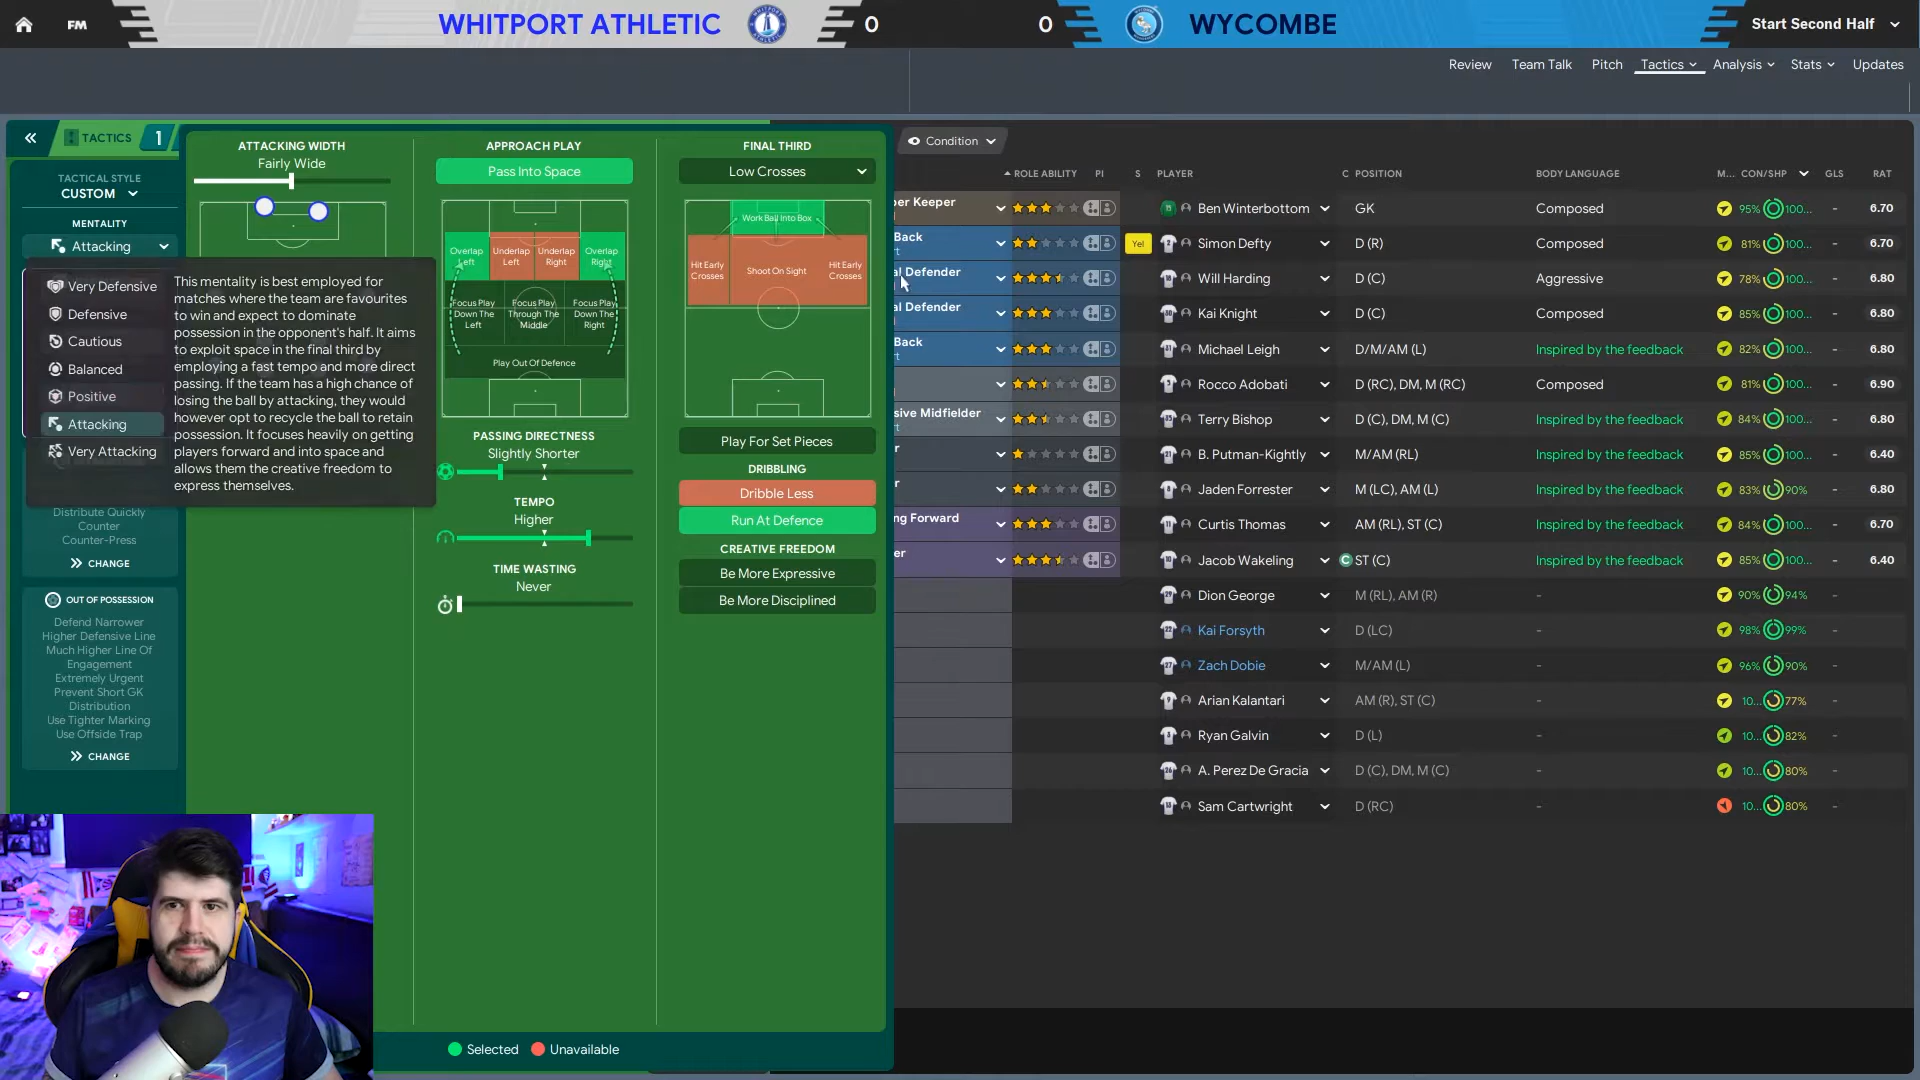 FM
WHITPORT ATHLETIC
0
0
WYCOMBE
Start Second Half
Review
Team Talk
Pitch
Tactics
Analysis
Stats
Updates
TACTICS
1
TACTICAL STYLE
CUSTOM
MENTALITY
Attacking
Very Defensive
Defensive
Cautious
Balanced
Positive
Attacking
Very Attacking
This mentality is best employed for
matches where the team are favourites
to win and expect to dominate
possession in the opponent's half. It aims
to exploit space in the final third by
employing a fast tempo and more direct
passing. If the team has a high chance of
losing the ball by attacking, they would
however opt to recycle the ball to retain
possession. It focuses heavily on getting
players forward and into space and
allows them the creative freedom to
express themselves.
Distribute Quickly
Counter
Counter-Press
CHANGE
OUT OF POSSESSION
Defend Narrower
Higher Defensive Line
Much Higher Line Of
Engagement
Extremely Urgent
Prevent Short GK
Distribution
Use Tighter Marking
Use Offside Trap
CHANGE
ATTACKING WIDTH
Fairly Wide
APPROACH PLAY
Pass Into Space
Overlap Left
Underlap Left
Underlap Right
Overlap Right
Focus Play Down The Left
Focus Play Through The Middle
Focus Play Down The Right
Play Out Of Defence
PASSING DIRECTNESS
Slightly Shorter
TEMPO
Higher
TIME WASTING
Never
FINAL THIRD
Low Crosses
Work Ball Into Box
Hit Early Crosses
Shoot On Sight
Hit Early Crosses
Play For Set Pieces
DRIBBLING
Dribble Less
Run At Defence
CREATIVE FREEDOM
Be More Expressive
Be More Disciplined
Selected
Unavailable
Condition
ROLE ABILITY PI S PLAYER C POSITION BODY LANGUAGE M... CON/SHP GLS RAT
per Keeper Ben Winterbottom GK Composed 95% 100... - 6.70
Back Yel Simon Defty D (R) Composed 81% 100... - 6.70
al Defender Will Harding D (C) Aggressive 78% 100... - 6.80
al Defender Kai Knight D (C) Composed 85% 100... - 6.80
Back Michael Leigh D/M/AM (L) Inspired by the feedback 82% 100... - 6.80
Rocco Adobati D (RC), DM, M (RC) Composed 81% 100... - 6.90
sive Midfielder Terry Bishop D (C), DM, M (C) Inspired by the feedback 84% 100... - 6.80
r B. Putman-Kightly M/AM (RL) Inspired by the feedback 85% 100... - 6.40
r Jaden Forrester M (LC), AM (L) Inspired by the feedback 83% 90% - 6.80
ng Forward Curtis Thomas AM (RL), ST (C) Inspired by the feedback 84% 100... - 6.70
er Jacob Wakeling C ST (C) Inspired by the feedback 85% 100... - 6.40
Dion George M (RL), AM (R) - 90% 94% -
Kai Forsyth D (LC) - 98% 99% -
Zach Dobie M/AM (L) - 96% 90% -
Arian Kalantari AM (R), ST (C) - 10... 77% -
Ryan Galvin D (L) - 10... 82% -
A. Perez De Gracia D (C), DM, M (C) - 10... 80% -
Sam Cartwright D (RC) - 10... 80% -